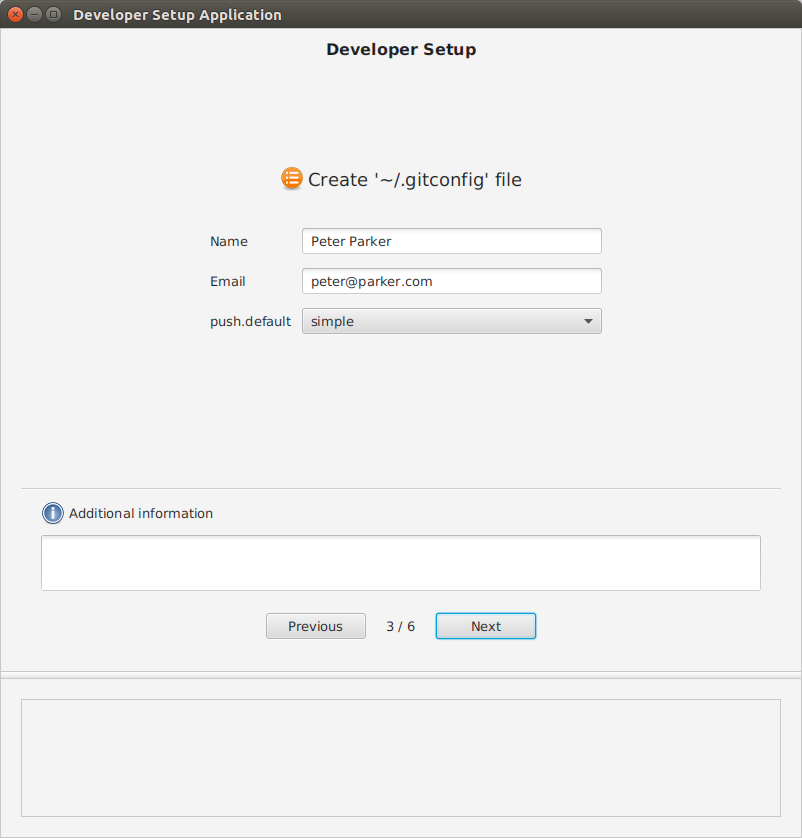 Developer Setup Application
Developer Setup
Create '~/.gitconfig' file
Name Peter Parker
Email peter@parker.com
push.default simple
Additional information
Previous 3 / 6 Next